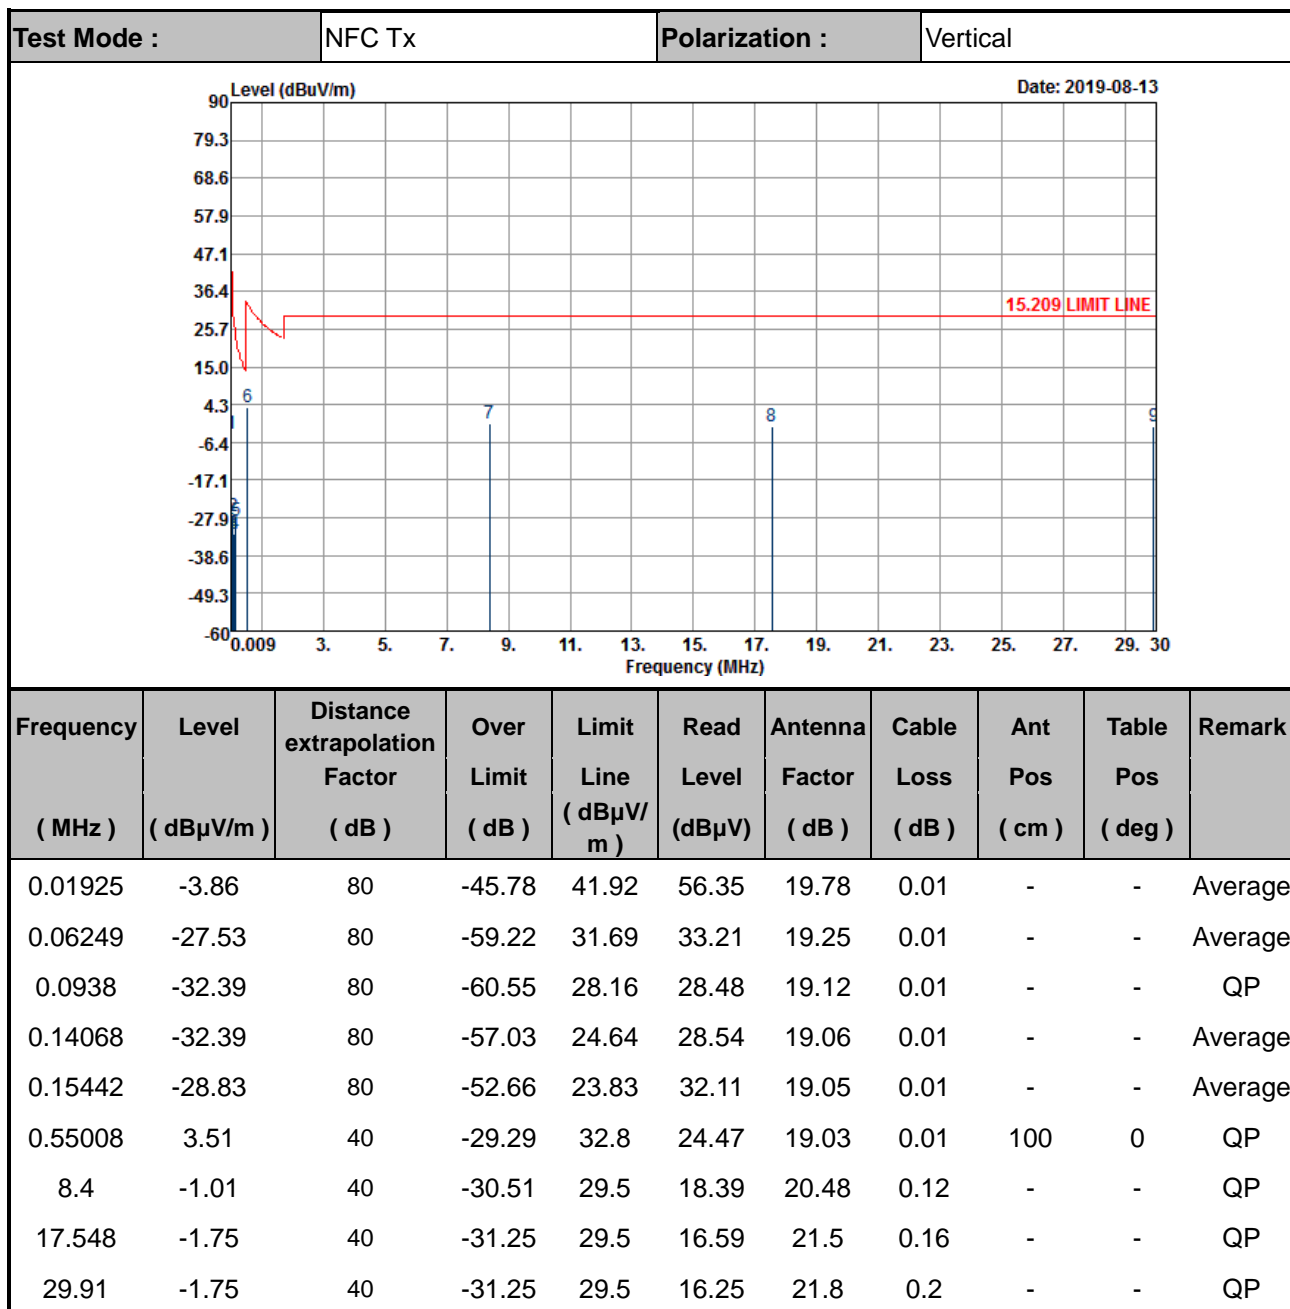 Test Mode : NFC Tx Polarization : Vertical
Level (dBuV/m) Date: 2019-08-13
90
79.3
68.6
57.9
47.1
36.4
15.209 LIMIT LINE
25.7
15.0
6
4.3
7 8 9
1
-6.4
-17.1
2
5
-27.9
4
-38.6
-49.3
-60
0.009 3. 5. 7. 9. 11. 13. 15. 17. 19. 21. 23. 25. 27. 29. 30
Frequency (MHz)
Frequency Level Distance extrapolation Over Limit Read Antenna Cable Ant Table Remark
Factor Limit Line Level Factor Loss Pos Pos
( MHz ) ( dBµV/m ) ( dB ) ( dB ) ( dBµV/ m ) (dBµV) ( dB ) ( dB ) ( cm ) ( deg )
0.01925 -3.86 80 -45.78 41.92 56.35 19.78 0.01 - - Average
0.06249 -27.53 80 -59.22 31.69 33.21 19.25 0.01 - - Average
0.0938 -32.39 80 -60.55 28.16 28.48 19.12 0.01 - - QP
0.14068 -32.39 80 -57.03 24.64 28.54 19.06 0.01 - - Average
0.15442 -28.83 80 -52.66 23.83 32.11 19.05 0.01 - - Average
0.55008 3.51 40 -29.29 32.8 24.47 19.03 0.01 100 0 QP
8.4 -1.01 40 -30.51 29.5 18.39 20.48 0.12 - - QP
17.548 -1.75 40 -31.25 29.5 16.59 21.5 0.16 - - QP
29.91 -1.75 40 -31.25 29.5 16.25 21.8 0.2 - - QP